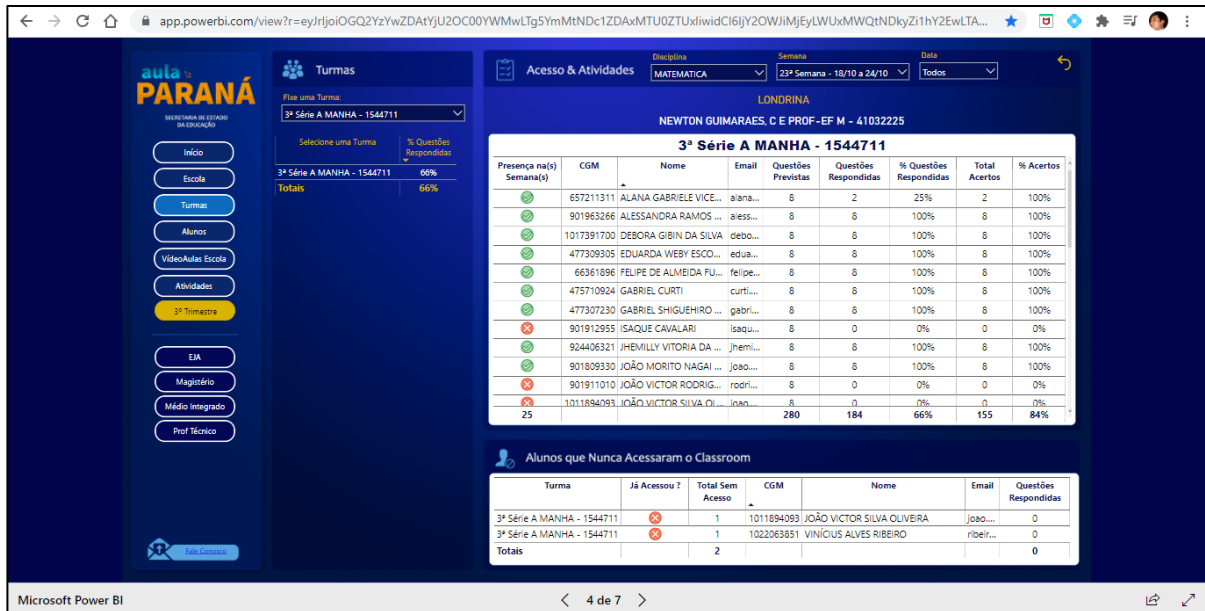 app.powerbi.com/view?r=eyJrIjoiOGQ2YzYwZDAtYjU2OC00YWMwLTg5YmMtNDc1ZDAxMTU0ZTUxIiwidCI6IjY2OWJiMjEyLWUxMWQtNDkyZi1hY2EwLTA...
aula
PARANÁ
SECRETARIA DE ESTADO
DA EDUCAÇÃO
Início
Escola
Turmas
Alunos
VídeoAulas Escola
Atividades
3º Trimestre
EJA
Magistério
Médio Integrado
Prof Técnico
Fale Conosco
Turmas
Fixe uma Turma:
3ª Série A MANHA - 1544711
Selecione uma Turma % Questões Respondidas
3ª Série A MANHA - 1544711 66%
Totais 66%
Acesso & Atividades
Disciplina Semana Data
MATEMATICA 23ª Semana - 18/10 a 24/10 Todos
LONDRINA
NEWTON GUIMARAES, C E PROF-EF M - 41032225
3ª Série A MANHA - 1544711
Presença na(s) Semana(s) CGM Nome Email Questões Previstas Questões Respondidas % Questões Respondidas Total Acertos % Acertos
657211311 ALANA GABRIELE VICE... alana... 8 2 25% 2 100%
901963266 ALESSANDRA RAMOS ... aless... 8 8 100% 8 100%
1017391700 DEBORA GIBIN DA SILVA debo... 8 8 100% 8 100%
477309305 EDUARDA WEBY ESCO... edua... 8 8 100% 8 100%
66361896 FELIPE DE ALMEIDA FU... felipe... 8 8 100% 8 100%
475710924 GABRIEL CURTI curti.... 8 8 100% 8 100%
477307230 GABRIEL SHIGUEHIRO ... gabri... 8 8 100% 8 100%
901912955 ISAQUE CAVALARI isaqu... 8 0 0% 0 0%
924406321 JHEMILLY VITORIA DA ... jhemi... 8 8 100% 8 100%
901809330 JOÃO MORITO NAGAI ... joao.... 8 8 100% 8 100%
901911010 JOÃO VICTOR RODRIG... rodri... 8 0 0% 0 0%
1011894093 JOÃO VICTOR SILVA OL... joao.... 8 0 0% 0 0%
25 280 184 66% 155 84%
Alunos que Nunca Acessaram o Classroom
Turma Já Acessou ? Total Sem Acesso CGM Nome Email Questões Respondidas
3ª Série A MANHA - 1544711 1 1011894093 JOÃO VICTOR SILVA OLIVEIRA joao.... 0
3ª Série A MANHA - 1544711 1 1022063851 VINÍCIUS ALVES RIBEIRO ribeir... 0
Totais 2 0
Microsoft Power BI
4 de 7